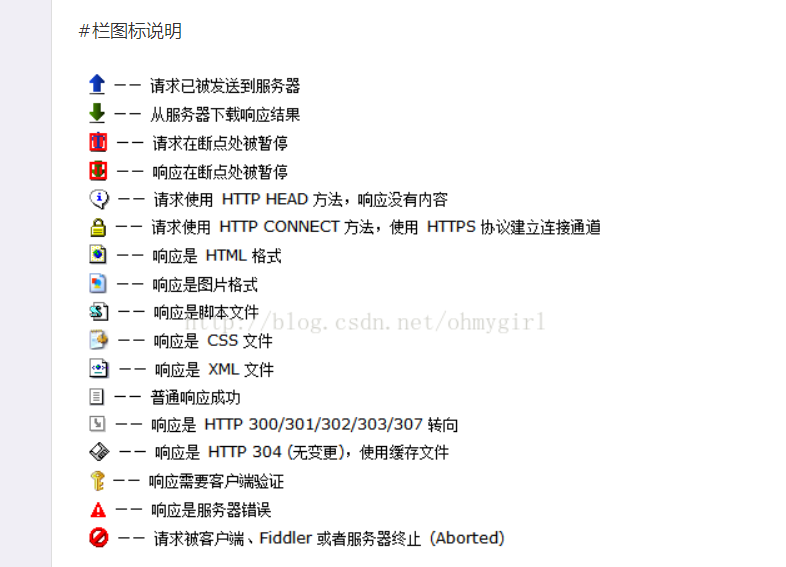 #栏图标说明
—— 请求已被发送到服务器
—— 从服务器下载响应结果
—— 请求在断点处被暂停
—— 响应在断点处被暂停
—— 请求使用 HTTP HEAD 方法，响应没有内容
—— 请求使用 HTTP CONNECT 方法，使用 HTTPS 协议建立连接通道
—— 响应是 HTML 格式
—— 响应是图片格式
—— 响应是脚本文件
http://blog.csdn.net/ohmygirl
—— 响应是 CSS 文件
—— 响应是 XML 文件
—— 普通响应成功
—— 响应是 HTTP 300/301/302/303/307 转向
—— 响应是 HTTP 304 (无变更)，使用缓存文件
—— 响应需要客户端验证
—— 响应是服务器错误
—— 请求被客户端、Fiddler 或者服务器终止 (Aborted)